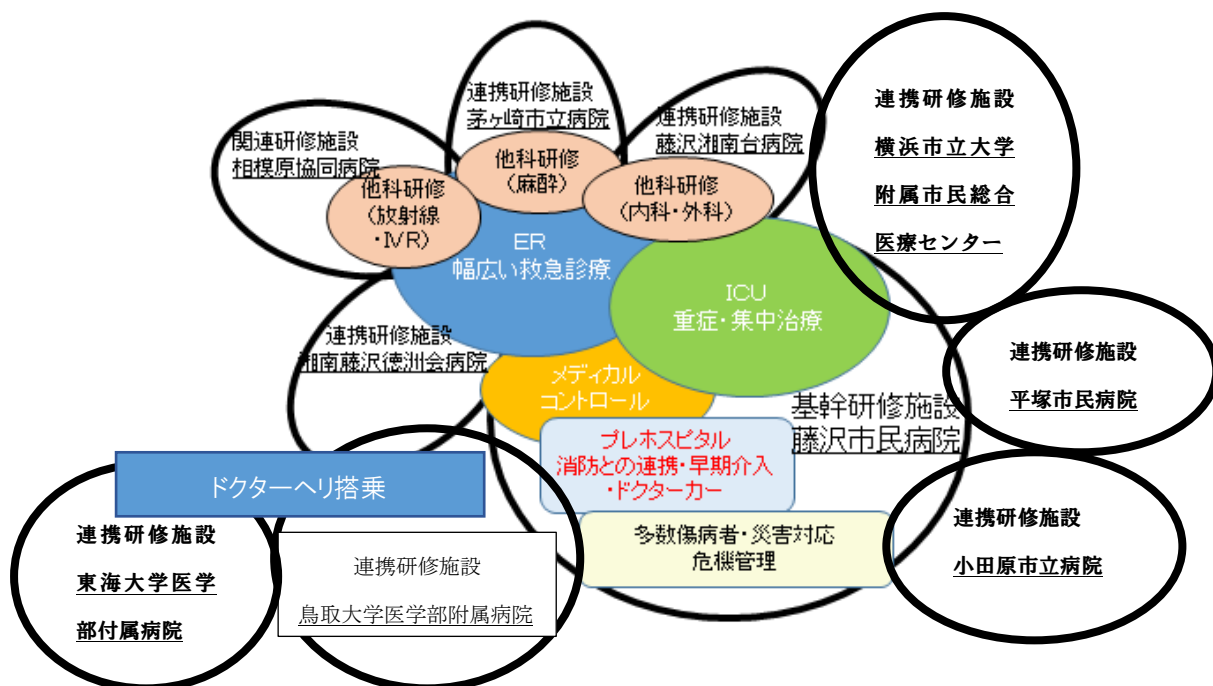 連携研修施設
茅ヶ崎市立病院
連携研修施設
藤沢湘南台病院
連携研修施設
横浜市立大学
附属市民総合
医療センター
関連研修施設
相模原協同病院
他科研修
(麻酔)
他科研修
(放射線
・IVR)
他科研修
(内科・外科)
ER
幅広い救急診療
ICU
重症・集中治療
連携研修施設
湘南藤沢徳洲会病院
メディカル
コントロール
連携研修施設
平塚市民病院
基幹研修施設
藤沢市民病院
プレホスピタル
消防との連携・早期介入
・ドクターカー
ドクターヘリ搭乗
多数傷病者・災害対応
危機管理
連携研修施設
小田原市立病院
連携研修施設
東海大学医学
部付属病院
連携研修施設
鳥取大学医学部附属病院